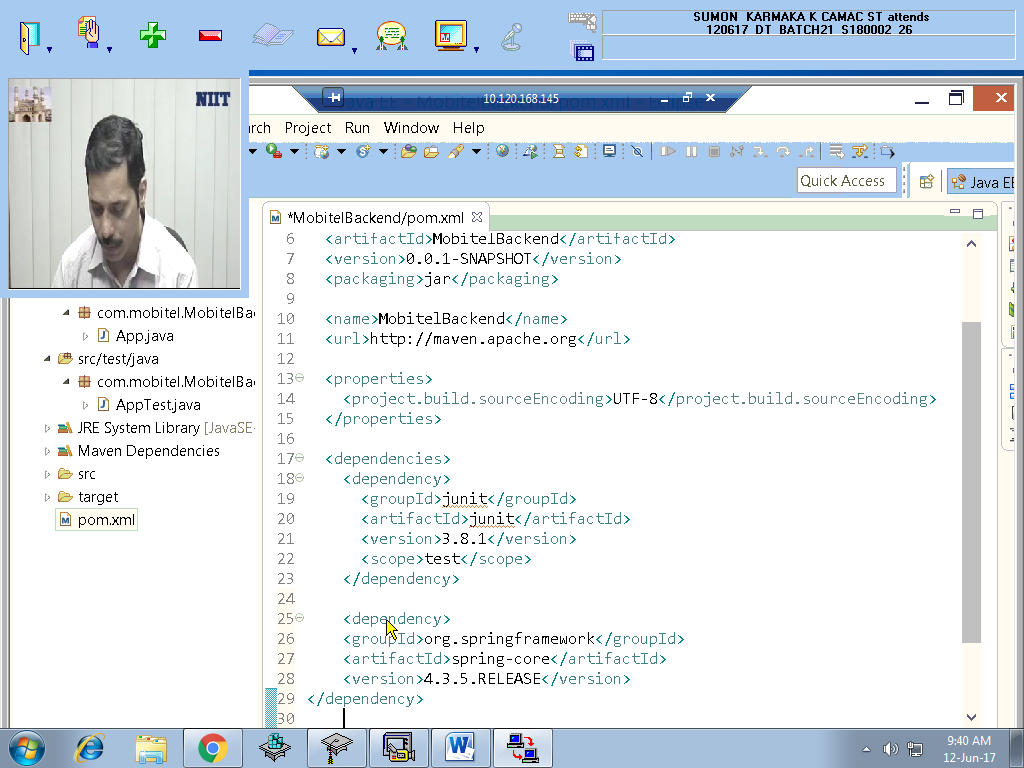 SUMON KARMAKA K CAMAC ST attends
120617_DT_BATCH21_S180002_26
NIIT
10.120.168.145
rch Project Run Window Help
Quick Access
Java EE
*MobitelBackend/pom.xml
com.mobitel.MobitelBa
App.java
src/test/java
com.mobitel.MobitelBa
AppTest.java
JRE System Library [JavaSE-
Maven Dependencies
src
target
pom.xml
6 <artifactId>MobitelBackend</artifactId>
7 <version>0.0.1-SNAPSHOT</version>
8 <packaging>jar</packaging>
9
10 <name>MobitelBackend</name>
11 <url>http://maven.apache.org</url>
12
13 <properties>
14 <project.build.sourceEncoding>UTF-8</project.build.sourceEncoding>
15 </properties>
16
17 <dependencies>
18 <dependency>
19 <groupId>junit</groupId>
20 <artifactId>junit</artifactId>
21 <version>3.8.1</version>
22 <scope>test</scope>
23 </dependency>
24
25 <dependency>
26 <groupId>org.springframework</groupId>
27 <artifactId>spring-core</artifactId>
28 <version>4.3.5.RELEASE</version>
29 </dependency>
30
9:40 AM
12-Jun-17